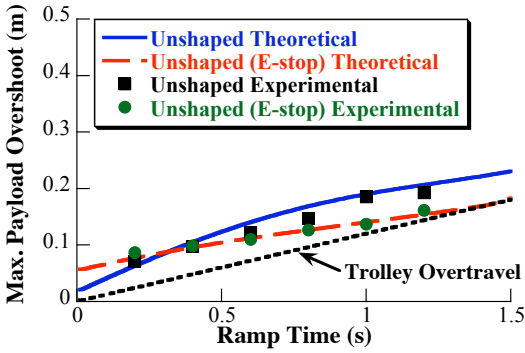 Max. Payload Overshoot (m)
0.5
0.4
0.3
0.2
0.1
0
Unshaped Theoretical
Unshaped (E-stop) Theoretical
Unshaped Experimental
Unshaped (E-stop) Experimental
Trolley Overtravel
0 0.5 1 1.5
Ramp Time (s)